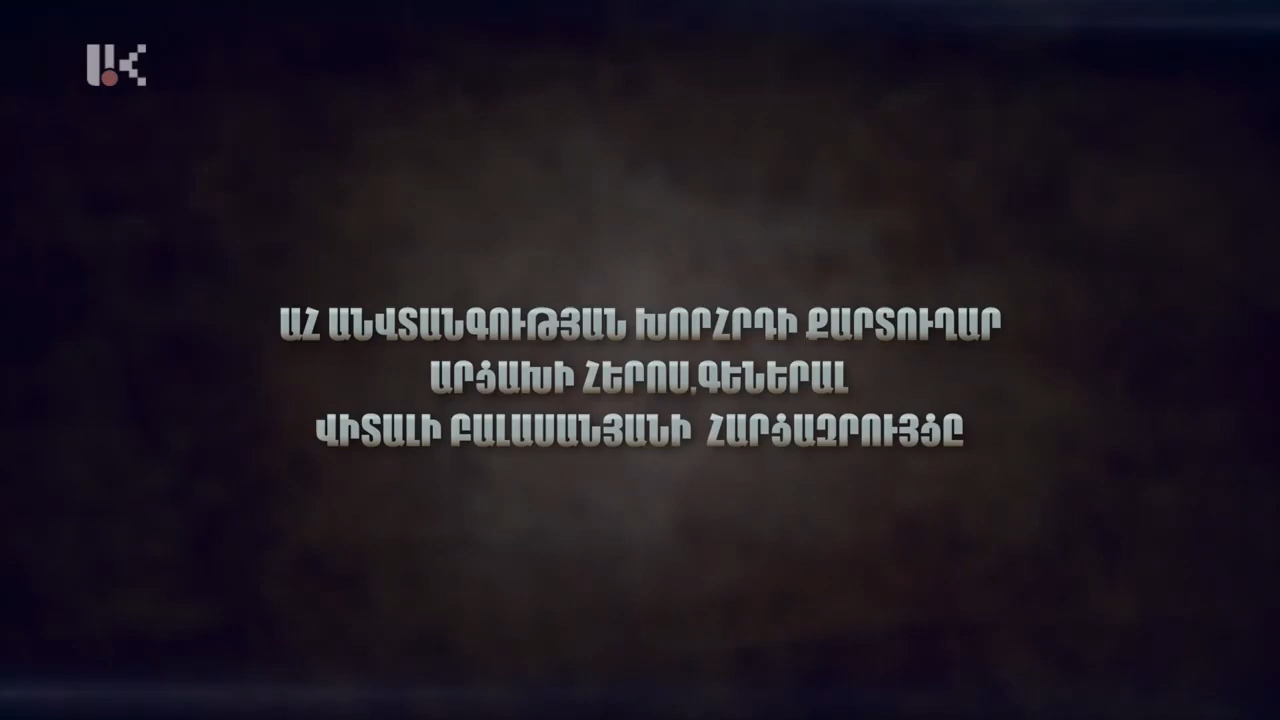 ԱՀ ԱՆՎՏԱՆԳՈՒԹՅԱՆ ԽՈՐՀՐԴԻ ՔԱՐՏՈՒՂԱՐ
ԱՐՑԱԽԻ ՀԵՐՈՍ,ԳԵՆԵՐԱԼ
ՎԻՏԱԼԻ ԲԱԼԱՍԱՆՅԱՆԻ ՀԱՐՑԱԶՐՈՒՅՑԸ